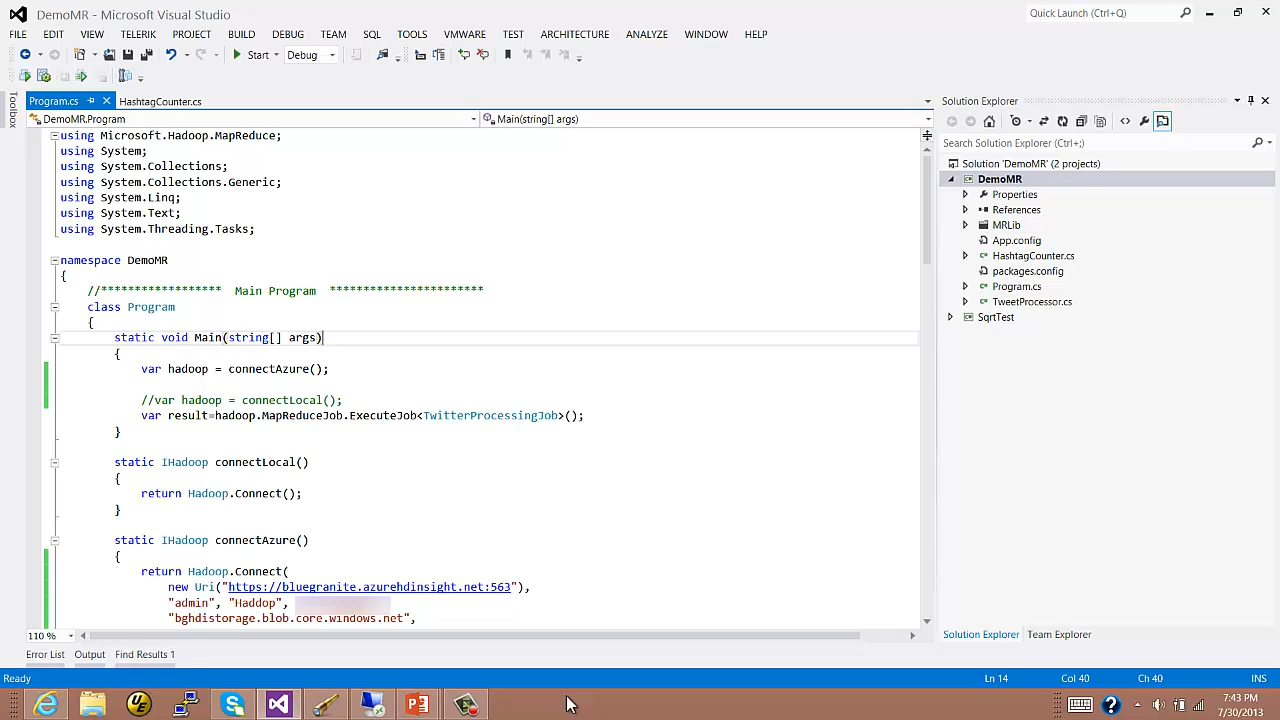 DemoMR - Microsoft Visual Studio
Quick Launch (Ctrl+Q)
FILE EDIT VIEW TELERIK PROJECT BUILD DEBUG TEAM SQL TOOLS VMWARE TEST ARCHITECTURE ANALYZE WINDOW HELP
Start Debug
Toolbox
Program.cs HashtagCounter.cs
DemoMR.Program Main(string[] args)
using Microsoft.Hadoop.MapReduce;
using System;
using System.Collections;
using System.Collections.Generic;
using System.Linq;
using System.Text;
using System.Threading.Tasks;
namespace DemoMR
{
//****************** Main Program ***********************
class Program
{
static void Main(string[] args)
{
var hadoop = connectAzure();
//var hadoop = connectLocal();
var result=hadoop.MapReduceJob.ExecuteJob<TwitterProcessingJob>();
}
static IHadoop connectLocal()
{
return Hadoop.Connect();
}
static IHadoop connectAzure()
{
return Hadoop.Connect(
new Uri("https://bluegranite.azurehdinsight.net:563"),
"admin", "Haddop",
"bghdistorage.blob.core.windows.net",
110 %
Error List Output Find Results 1
Solution Explorer
Search Solution Explorer (Ctrl+;)
Solution 'DemoMR' (2 projects)
DemoMR
Properties
References
MRLib
App.config
HashtagCounter.cs
packages.config
Program.cs
TweetProcessor.cs
SqrtTest
Solution Explorer Team Explorer
Ready Ln 14 Col 40 Ch 40 INS
7:43 PM
7/30/2013